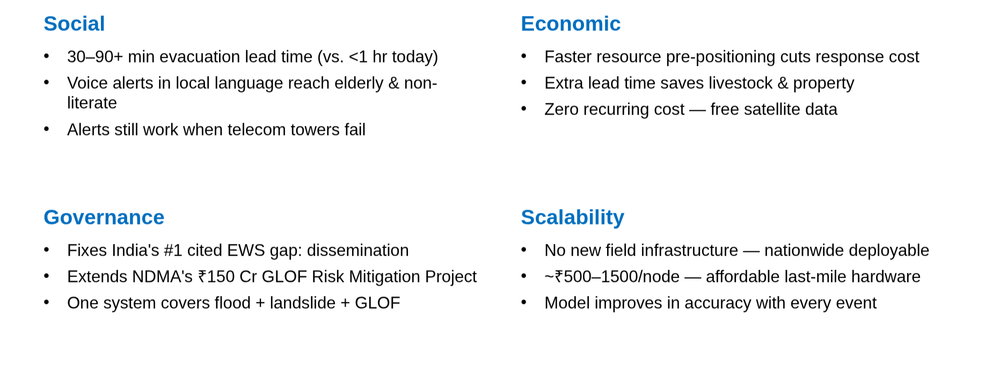 Social
• 30–90+ min evacuation lead time (vs. <1 hr today)
• Voice alerts in local language reach elderly & non-
literate
• Alerts still work when telecom towers fail
Economic
• Faster resource pre-positioning cuts response cost
• Extra lead time saves livestock & property
• Zero recurring cost — free satellite data
Governance
• Fixes India's #1 cited EWS gap: dissemination
• Extends NDMA's ₹150 Cr GLOF Risk Mitigation Project
• One system covers flood + landslide + GLOF
Scalability
• No new field infrastructure — nationwide deployable
• ~₹500–1500/node — affordable last-mile hardware
• Model improves in accuracy with every event